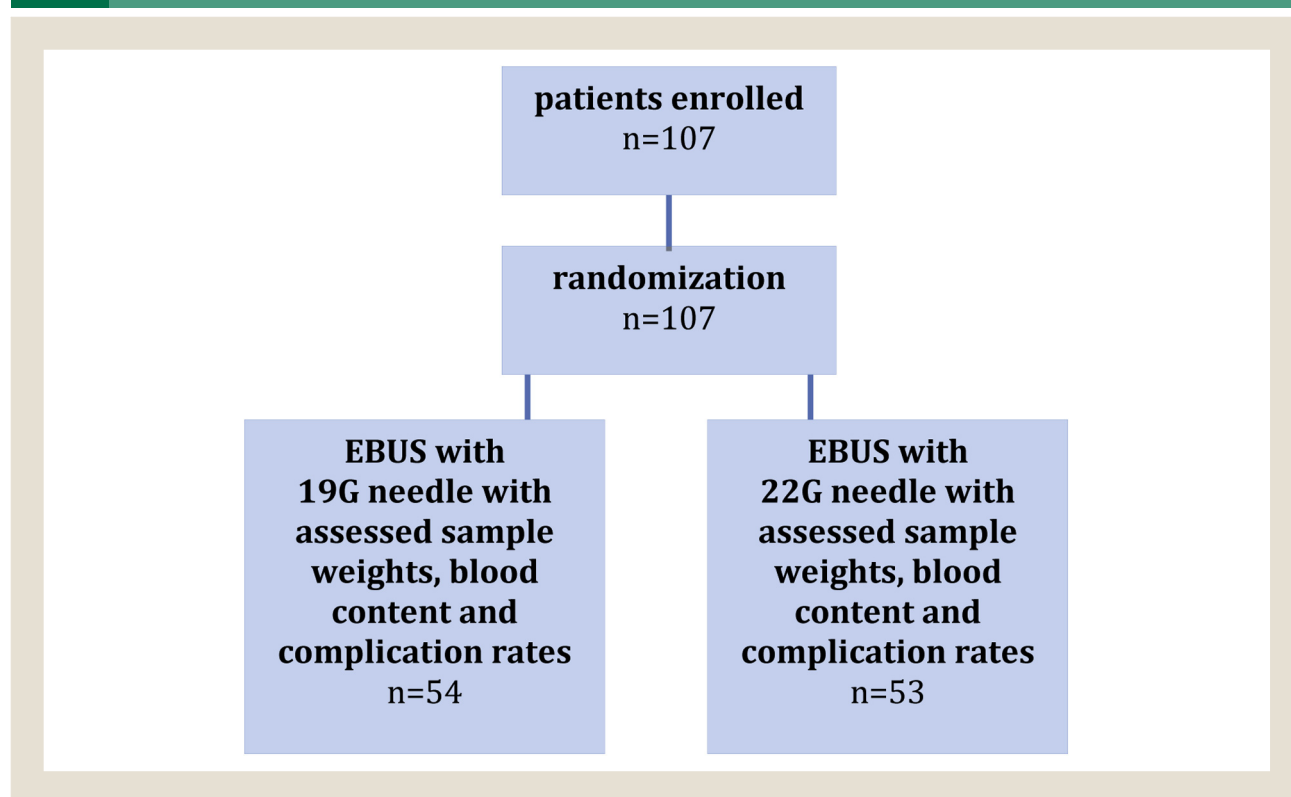 patients enrolled
n=107
randomization
n=107
EBUS with
19G needle with
assessed sample
weights, blood
content and
complication rates
n=54
EBUS with
22G needle with
assessed sample
weights, blood
content and
complication rates
n=53